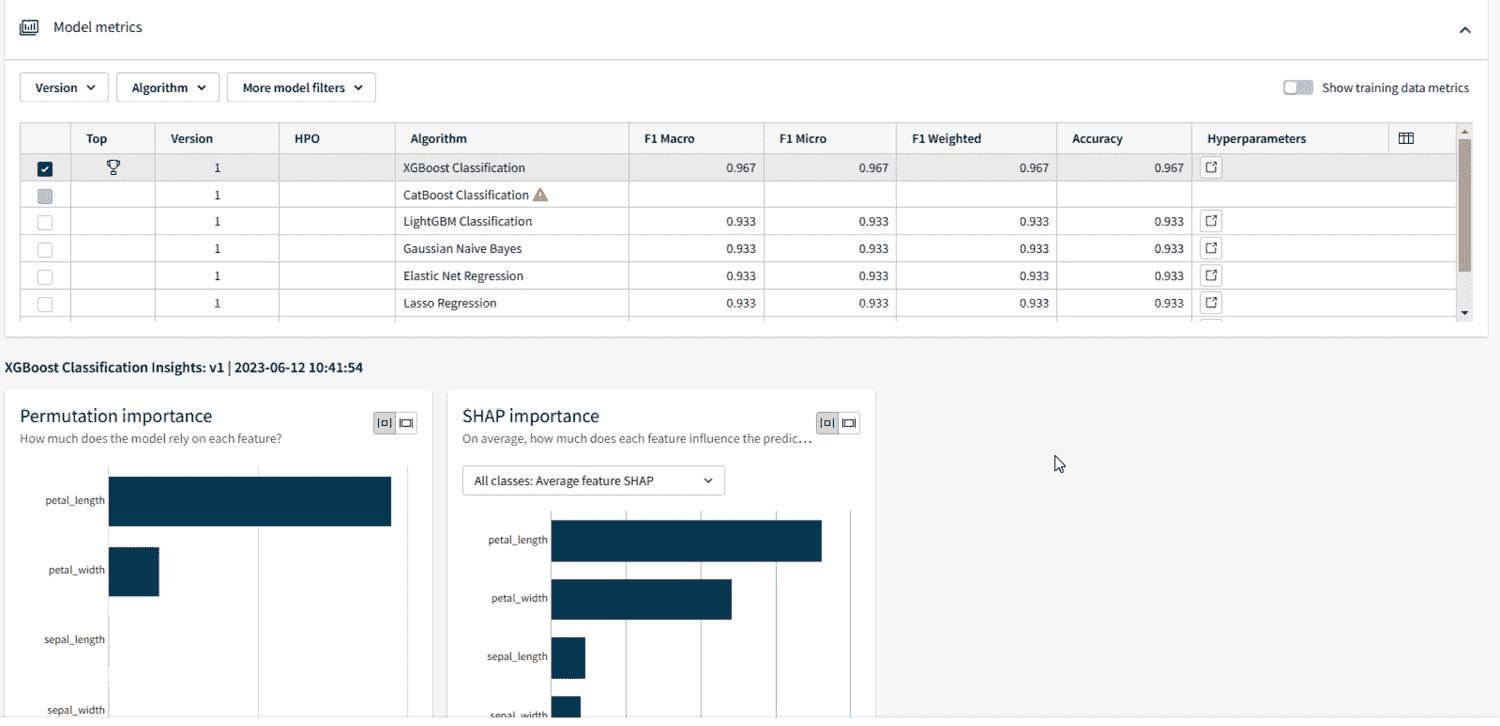 Model metrics
Version Algorithm More model filters Show training data metrics
Top Version HPO Algorithm F1 Macro F1 Micro F1 Weighted Accuracy Hyperparameters
1 XGBoost Classification 0.967 0.967 0.967 0.967
1 CatBoost Classification
1 LightGBM Classification 0.933 0.933 0.933 0.933
1 Gaussian Naive Bayes 0.933 0.933 0.933 0.933
1 Elastic Net Regression 0.933 0.933 0.933 0.933
1 Lasso Regression 0.933 0.933 0.933 0.933
XGBoost Classification Insights: v1 | 2023-06-12 10:41:54
Permutation importance
How much does the model rely on each feature?
petal_length
petal_width
sepal_length
sepal_width
SHAP importance
On average, how much does each feature influence the predic...
All classes: Average feature SHAP
petal_length
petal_width
sepal_length
sepal_width